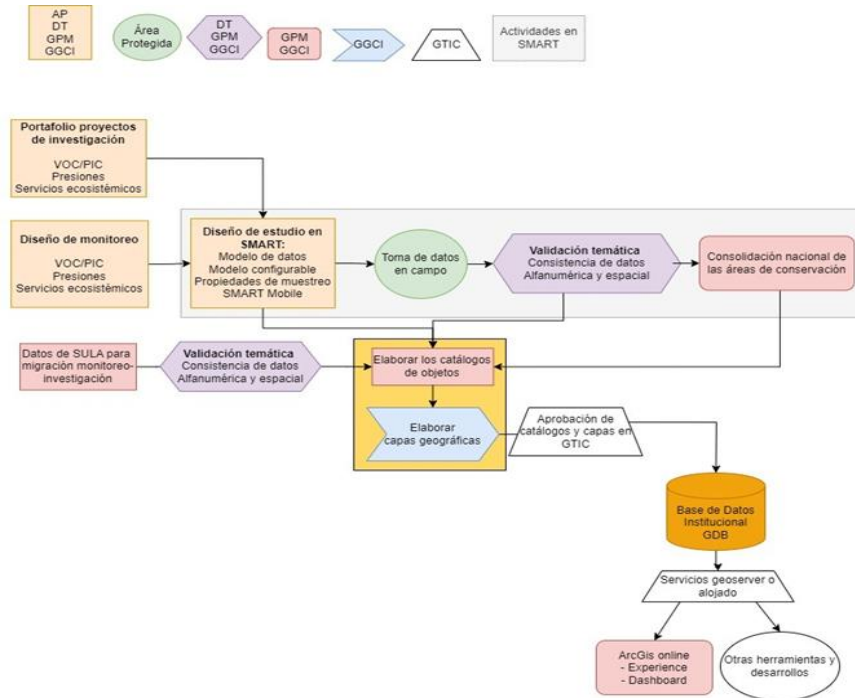 AP
DT
GPM
GGCI
Área
Protegida
DT
GPM
GGCI
GPM
GGCI
GGCI
GTIC
Actividades en
SMART
Portafolio proyectos
de investigación
VOC/PIC
Presiones
Servicios ecosistémicos
Diseño de monitoreo
VOC/PIC
Presiones
Servicios ecosistémicos
Diseño de estudio en
SMART:
Modelo de datos
Modelo configurable
Propiedades de muestreo
SMART Mobile
Toma de datos
en campo
Validación temática
Consistencia de datos
Alfanumérica y espacial
Consolidación nacional de
las áreas de conservación
Datos de SULA para
migración monitoreo-
investigación
Validación temática
Consistencia de datos
Alfanumérica y espacial
Elaborar los catálogos
de objetos
Elaborar
capas geográficas
Aprobación de
catálogos y capas en
GTIC
Base de Datos
Institucional
GDB
Servicios geoserver o
alojado
ArcGis online
- Experience
- Dashboard
Otras herramientas y
desarrollos